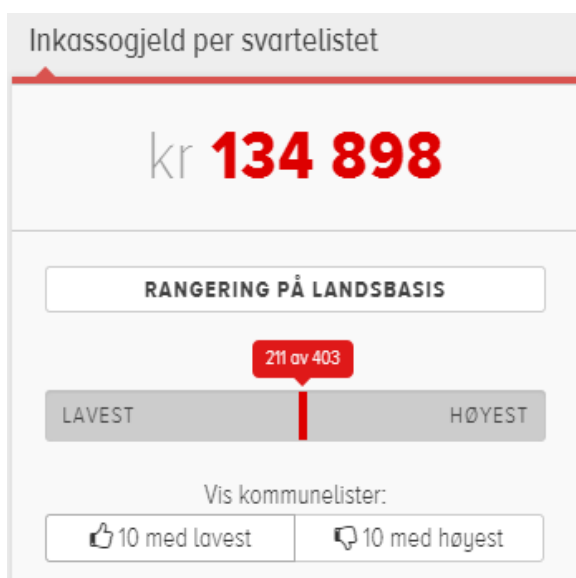 Inkassogjeld per svartelistet
kr 134 898
RANGERING PÅ LANDSBASIS
211 av 403
LAVEST HØYEST
Vis kommunelister:
10 med lavest 10 med høyest